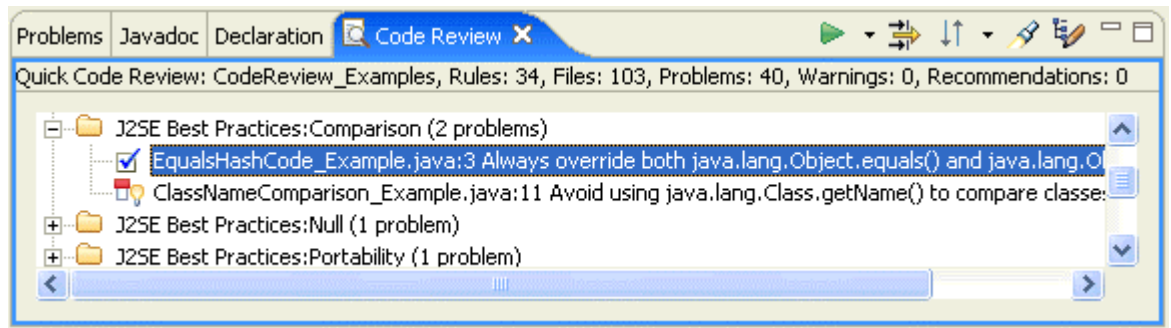 Problems Javadoc Declaration Code Review
Quick Code Review: CodeReview_Examples, Rules: 34, Files: 103, Problems: 40, Warnings: 0, Recommendations: 0
J2SE Best Practices:Comparison (2 problems)
EqualsHashCode_Example.java:3 Always override both java.lang.Object.equals() and java.lang.Ob
ClassNameComparison_Example.java:11 Avoid using java.lang.Class.getName() to compare classes
J2SE Best Practices:Null (1 problem)
J2SE Best Practices:Portability (1 problem)